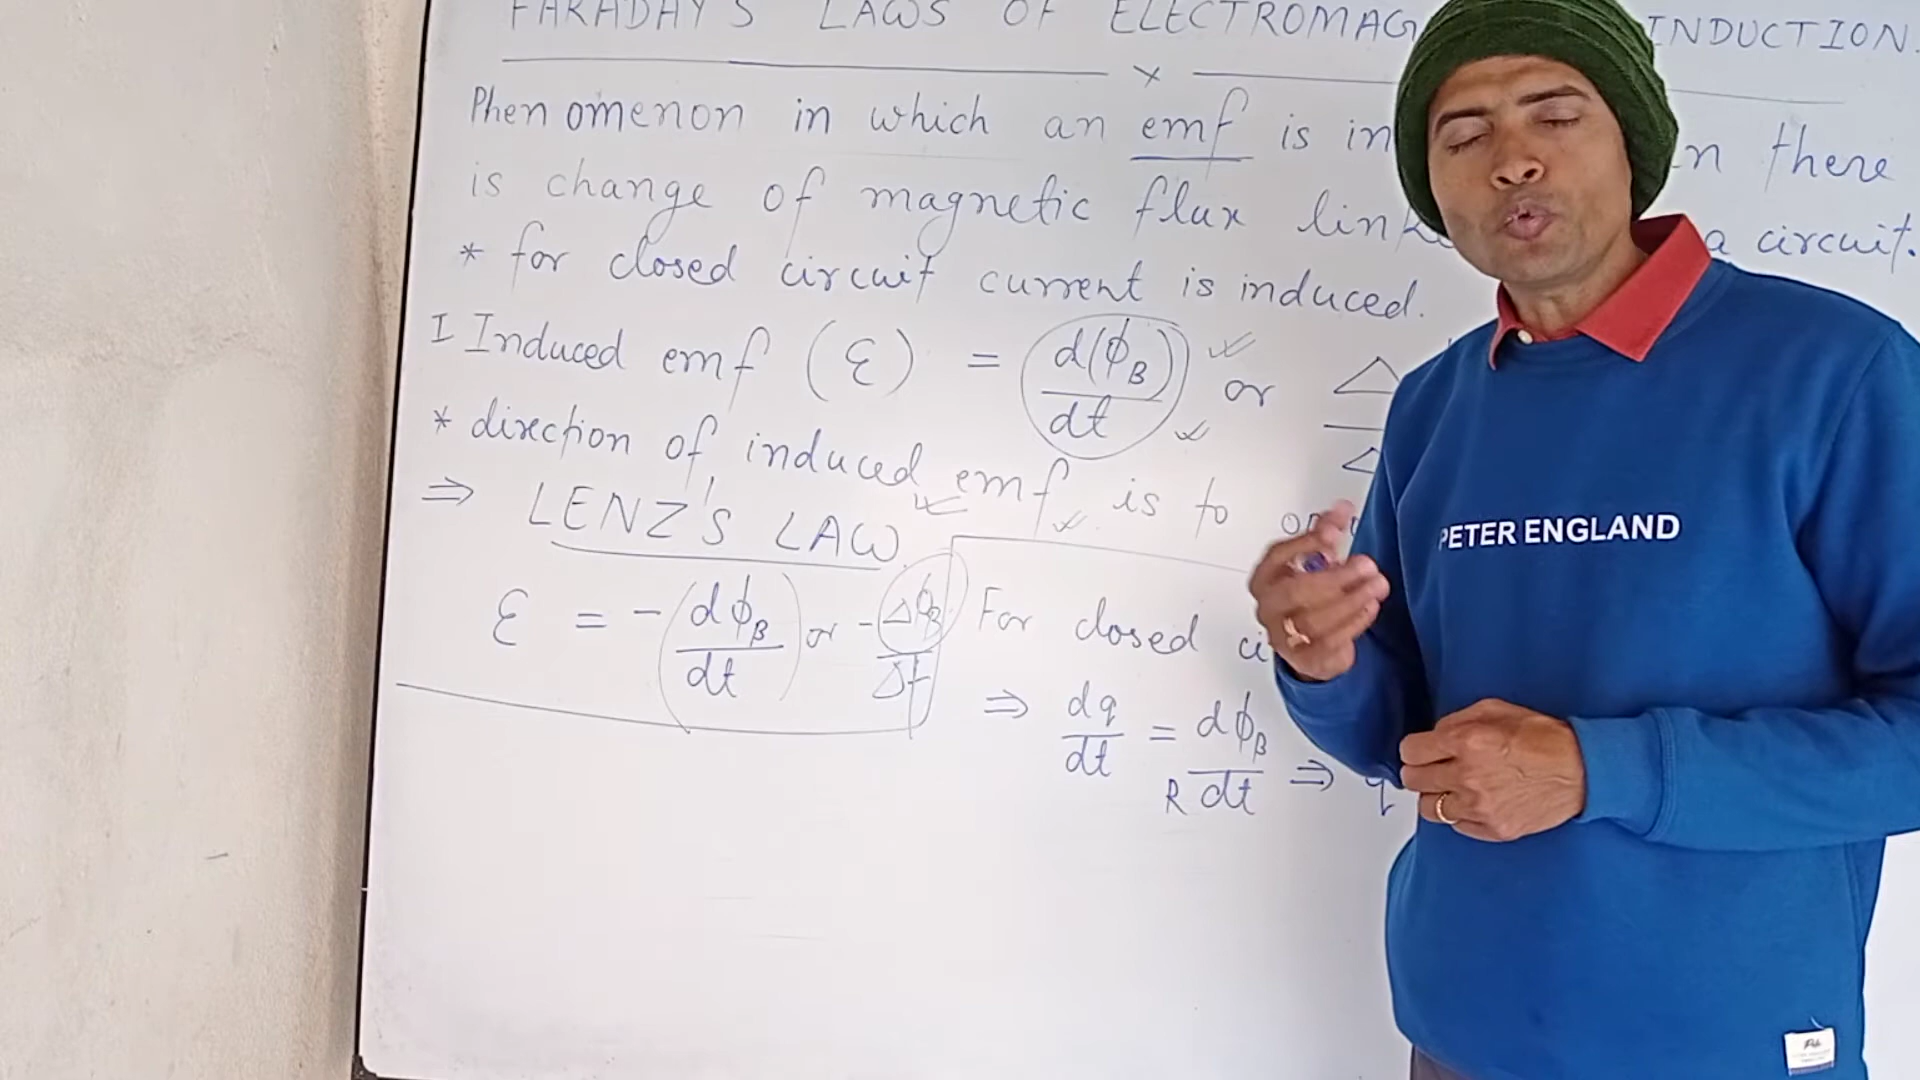 FARADAY'S LAWS OF ELECTROMAG INDUCTION.
x
Phenomenon in which an emf is in n there
is change of magnetic flux link a circuit.
* for closed circuit current is induced.
I Induced emf (ε) = d(ϕB)/dt or Δ
* direction of induced emf is to
⇒ LENZ'S LAW.
ε = -(dϕB/dt) or -ΔϕB/Δt
For closed ci
⇒ dq/dt = dϕB/R dt ⇒ q
PETER ENGLAND